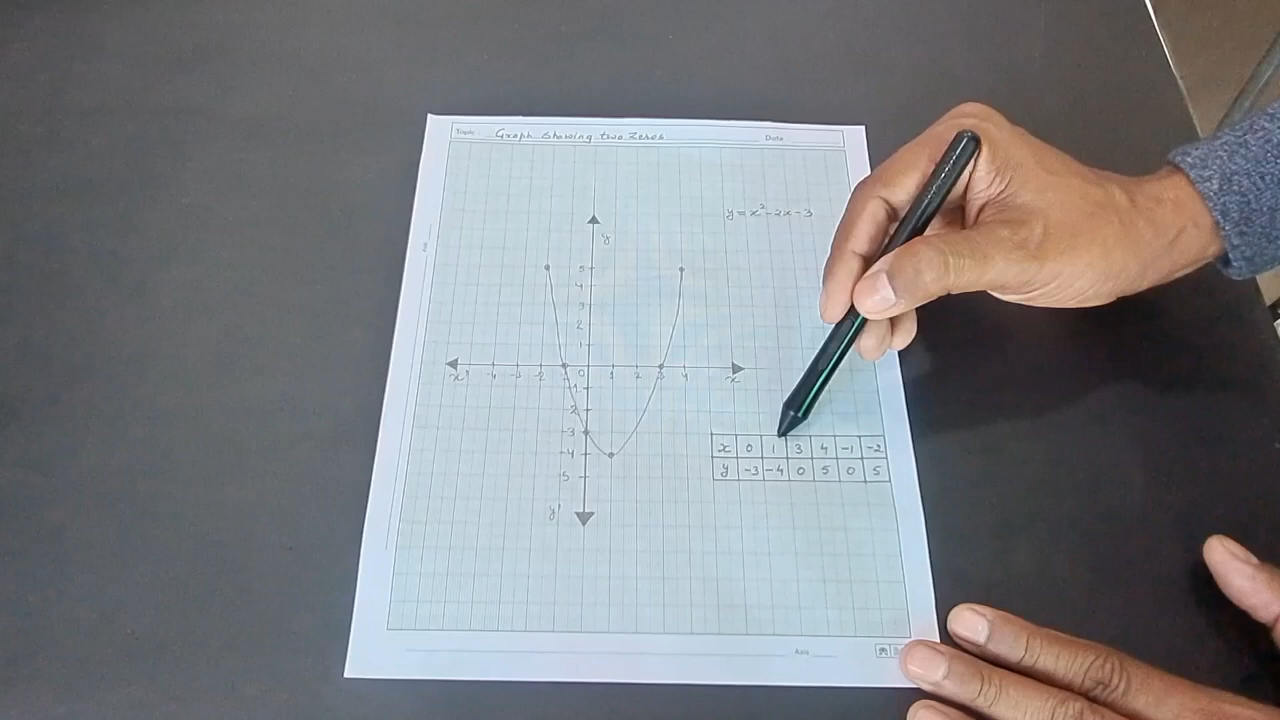 Topic Graph showing two Zeros Date
y = x² - 2x - 3
y
5
4
3
2
1
x' -4 -3 -2 0 1 2 3 4 x
-1
2
-3
-4
5
y'
x 0 1 3 4 -1 -2
y -3 -4 0 5 0 5
Axis